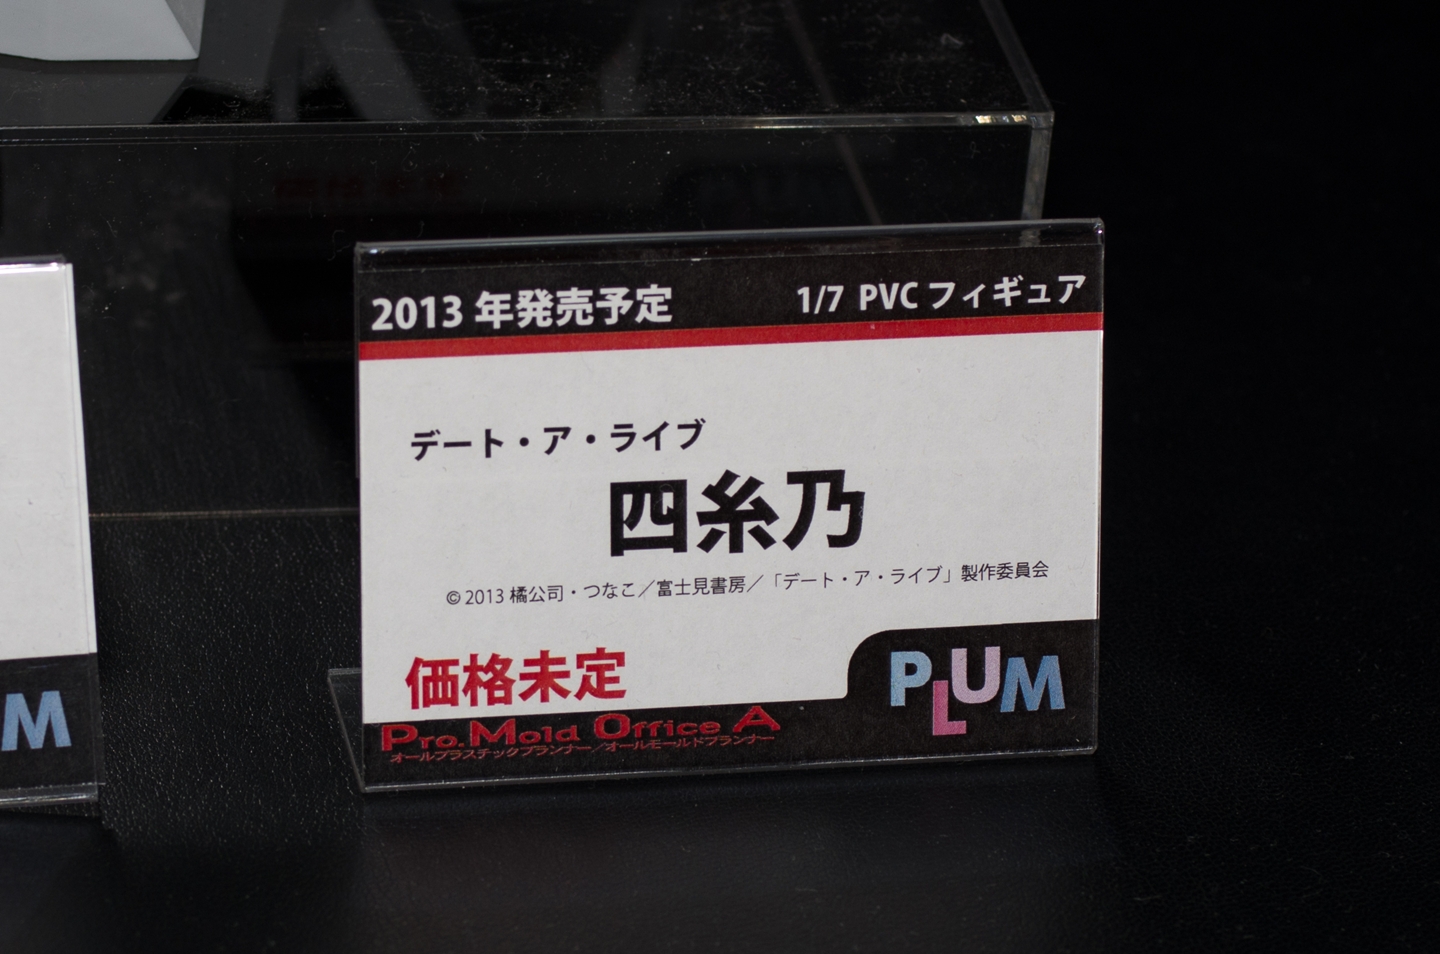 2013 年発売予定
1/7 PVC フィギュア
デート・ア・ライブ
四糸乃
©2013 橘公司・つなこ／富士見書房／「デート・ア・ライブ」製作委員会
価格未定
PLUM
Pro.Mold Office A
オールプラスチックプランナー／オールモールドプランナー
M